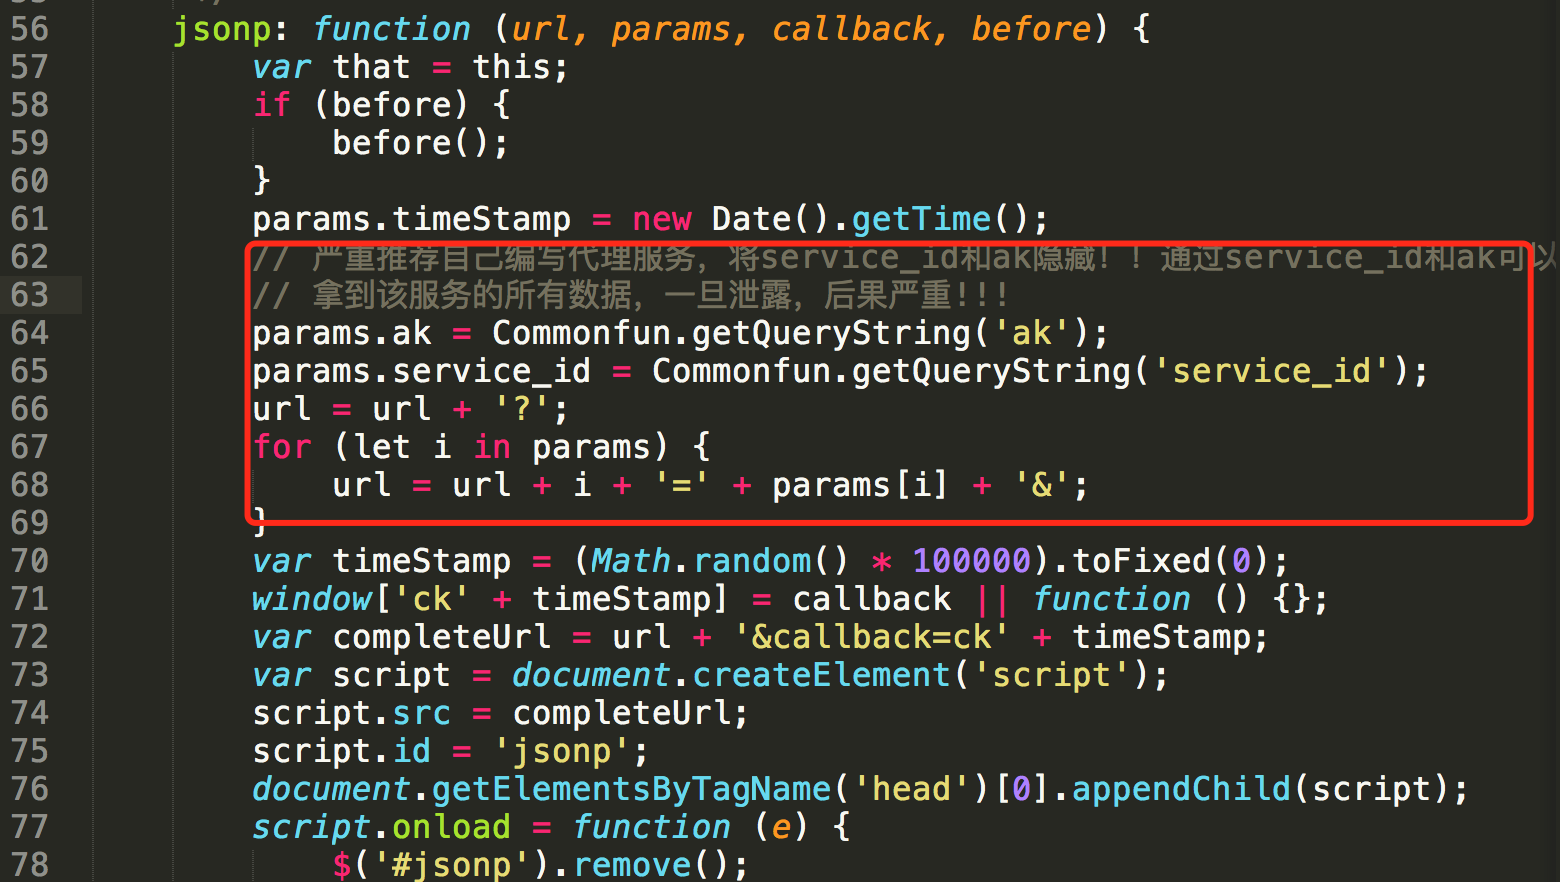 56 jsonp: function (url, params, callback, before) {
57 var that = this;
58 if (before) {
59 before();
60 }
61 params.timeStamp = new Date().getTime();
62 // 严重推荐自己编写代理服务，将service_id和ak隐藏！！通过service_id和ak可以
63 // 拿到该服务的所有数据，一旦泄露，后果严重!!!
64 params.ak = Commonfun.getQueryString('ak');
65 params.service_id = Commonfun.getQueryString('service_id');
66 url = url + '?';
67 for (let i in params) {
68 url = url + i + '=' + params[i] + '&';
69 }
70 var timeStamp = (Math.random() * 100000).toFixed(0);
71 window['ck' + timeStamp] = callback || function () {};
72 var completeUrl = url + '&callback=ck' + timeStamp;
73 var script = document.createElement('script');
74 script.src = completeUrl;
75 script.id = 'jsonp';
76 document.getElementsByTagName('head')[0].appendChild(script);
77 script.onload = function (e) {
78 $('#jsonp').remove();